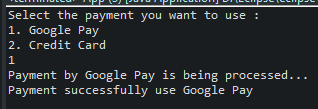 Select the payment you want to use :
1. Google Pay
2. Credit Card
1
Payment by Google Pay is being processed...
Payment successfully use Google Pay